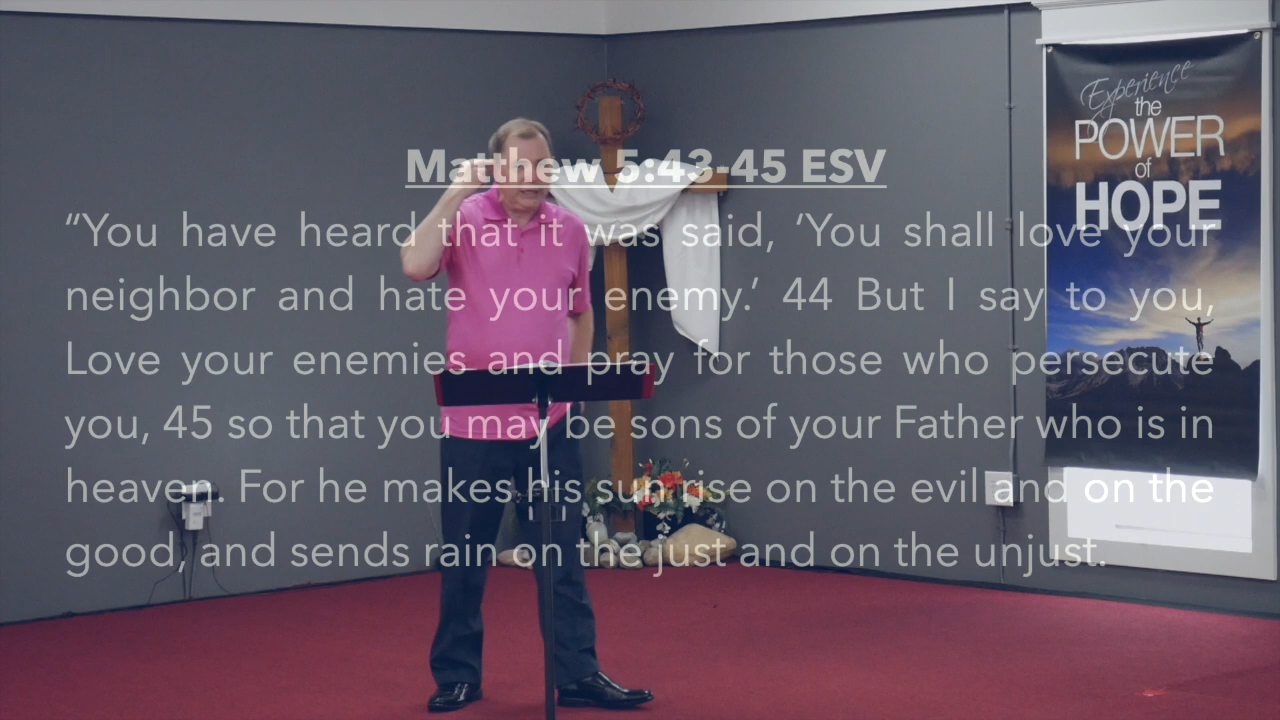 Experience
the
POWER
of
HOPE
Matthew 5:43-45 ESV
“You have heard that it was said, ‘You shall love your
neighbor and hate your enemy.’ 44 But I say to you,
Love your enemies and pray for those who persecute
you, 45 so that you may be sons of your Father who is in
heaven. For he makes his sun rise on the evil and on the
good and sends rain on the just and on the unjust.